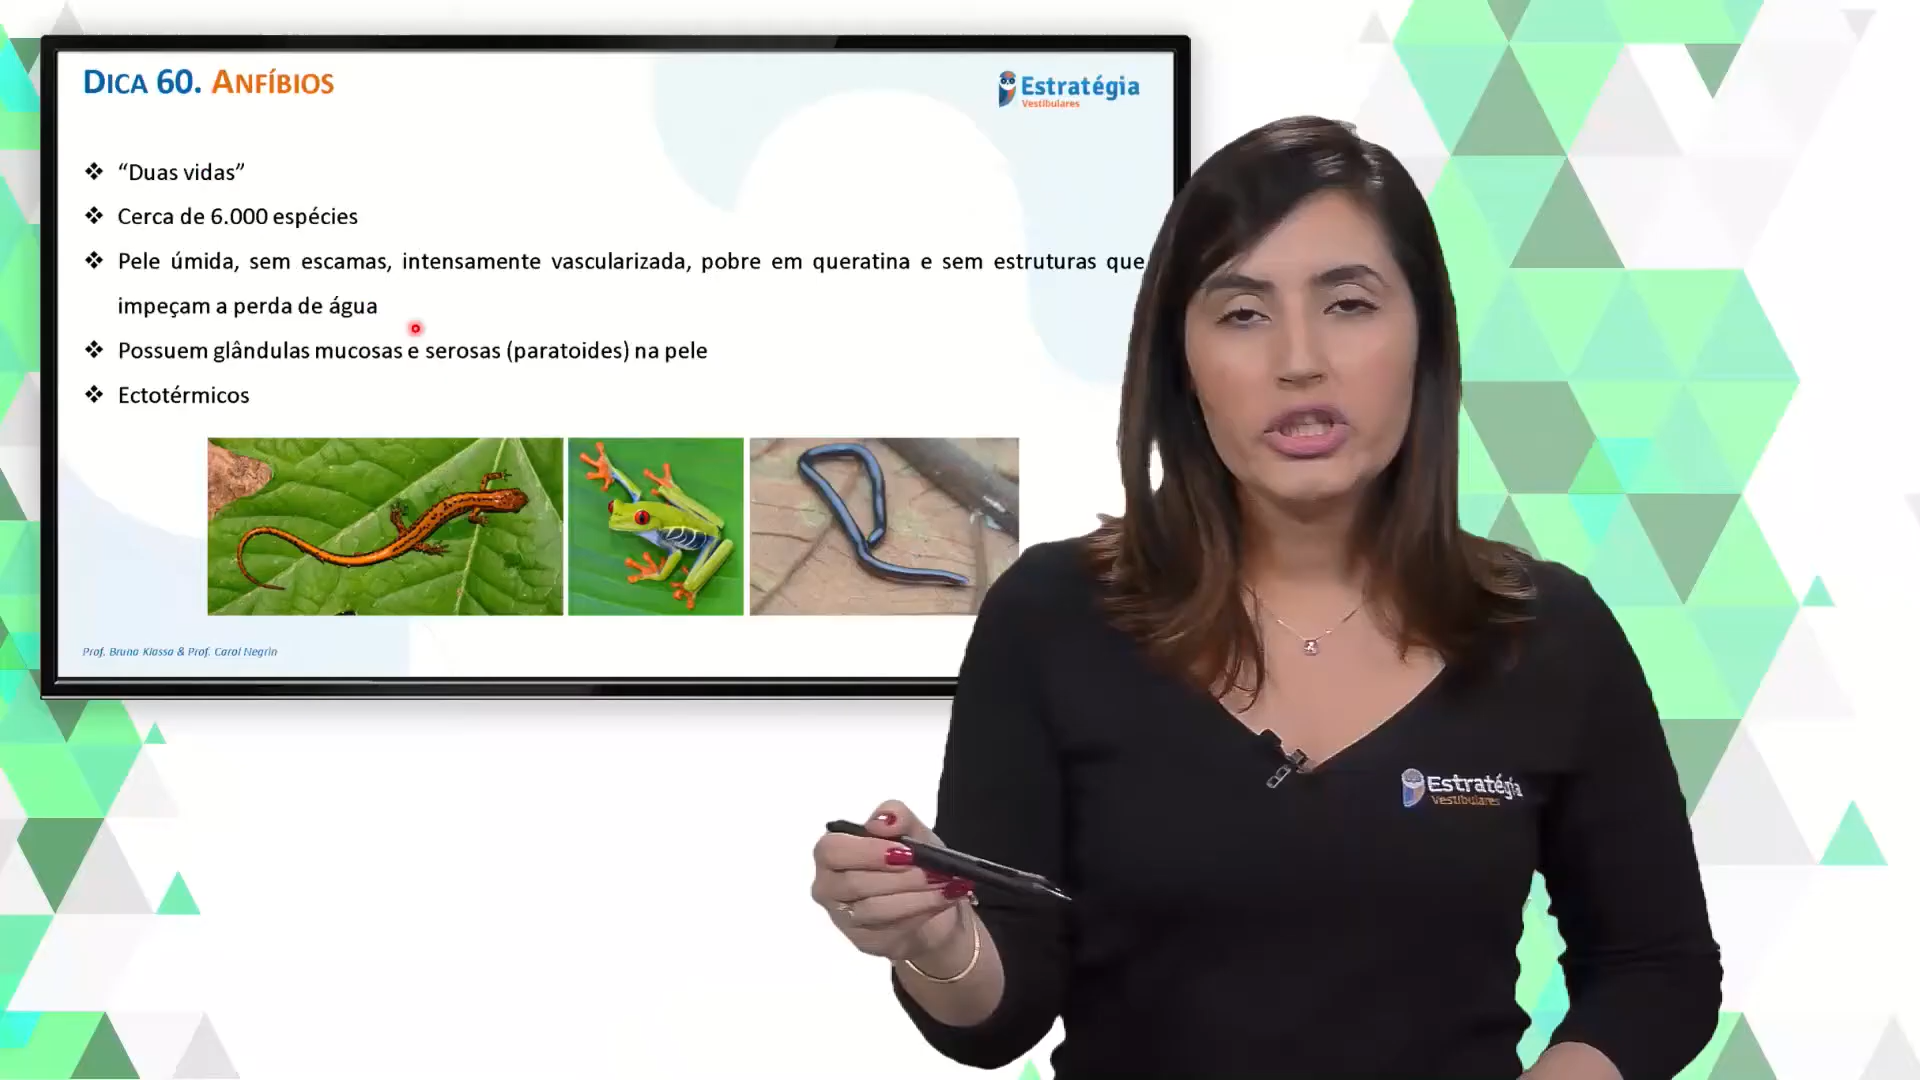 DICA 60. ANFÍBIOS
Estratégia
Vestibulares
“Duas vidas”
Cerca de 6.000 espécies
Pele úmida, sem escamas, intensamente vascularizada, pobre em queratina e sem estruturas que
impeçam a perda de água
Possuem glândulas mucosas e serosas (paratoides) na pele
Ectotérmicos
Prof. Bruna Klassa & Prof. Carol Negrin
Estratégia
Vestibulares